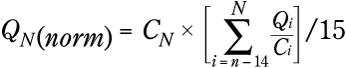 Q_N(norm) = C_N × [ ∑_{i = n – 14}^{N} Q_i / C_i ] / 15